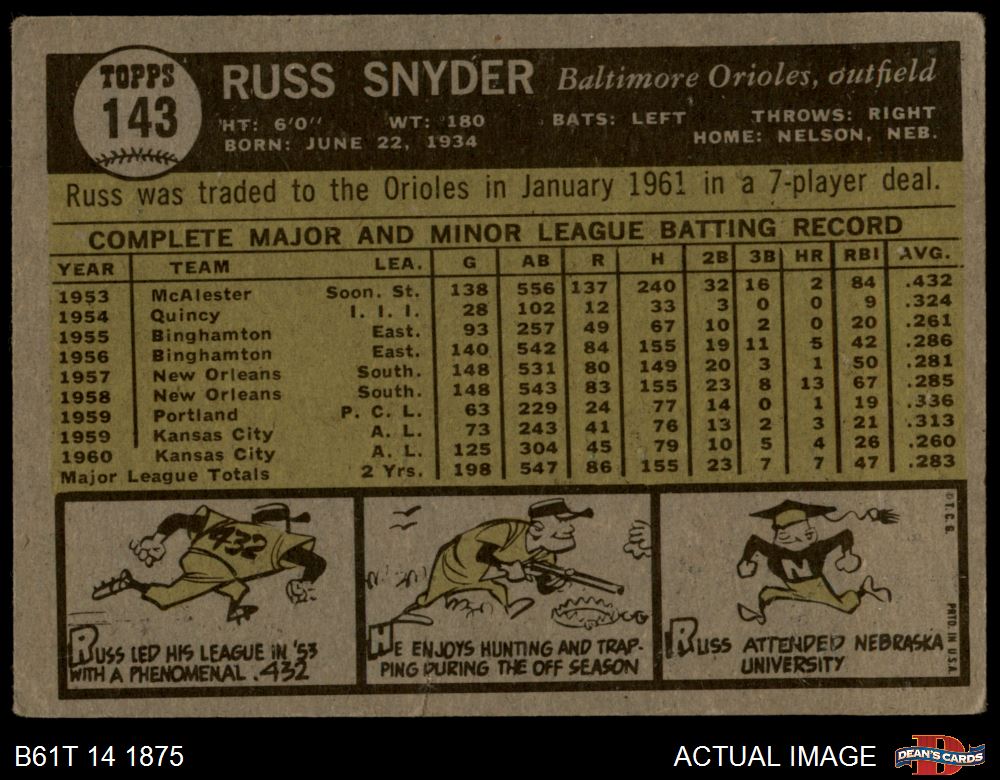 TOPPS
143
RUSS SNYDER Baltimore Orioles, outfield
HT: 6'0" WT: 180 BATS: LEFT THROWS: RIGHT
BORN: JUNE 22, 1934 HOME: NELSON, NEB.
Russ was traded to the Orioles in January 1961 in a 7-player deal.
COMPLETE MAJOR AND MINOR LEAGUE BATTING RECORD
YEAR TEAM LEA. G AB R H 2B 3B HR RBI AVG.
1953 McAlester Soon. St. 138 556 137 240 32 16 2 84 .432
1954 Quincy I. I. I. 28 102 12 33 3 0 0 9 .324
1955 Binghamton East. 93 257 49 67 10 2 0 20 .261
1956 Binghamton East. 140 542 84 155 19 11 5 42 .286
1957 New Orleans South. 148 531 80 149 20 3 1 50 .281
1958 New Orleans South. 148 543 83 155 23 8 13 67 .285
1959 Portland P. C. L. 63 229 24 77 14 0 1 19 .336
1959 Kansas City A. L. 73 243 41 76 13 2 3 21 .313
1960 Kansas City A. L. 125 304 45 79 10 5 4 26 .260
Major League Totals 2 Yrs. 198 547 86 155 23 7 7 47 .283
432
RUSS LED HIS LEAGUE IN '53
WITH A PHENOMENAL .432
HE ENJOYS HUNTING AND TRAP-
PING DURING THE OFF SEASON
N
RUSS ATTENDED NEBRASKA
UNIVERSITY
© T. C. G.
PRTD. IN U.S.A.
B61T 14 1875
ACTUAL IMAGE
D
DEAN'S CARDS